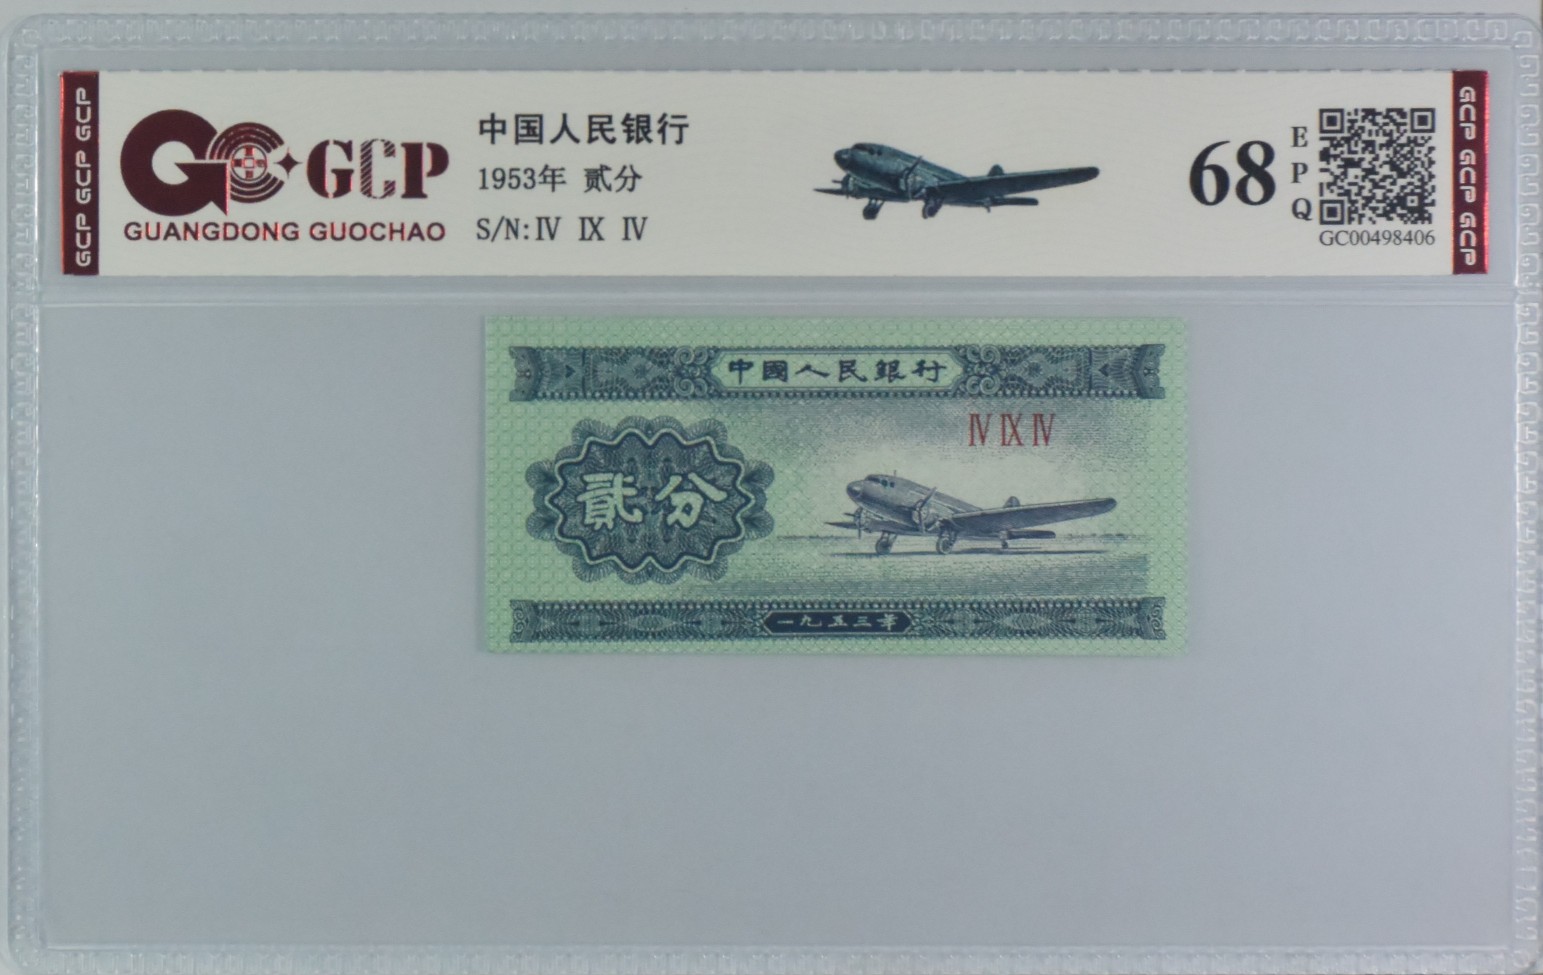 GCP GCP GCP
GCP
GUANGDONG GUOCHAO
中国人民银行
1953年 贰分
S/N: IV IX IV
68
E
P
Q
GC00498406
GCP GCP GCP
中國人民銀行
IV IX IV
貳分
一九五三年